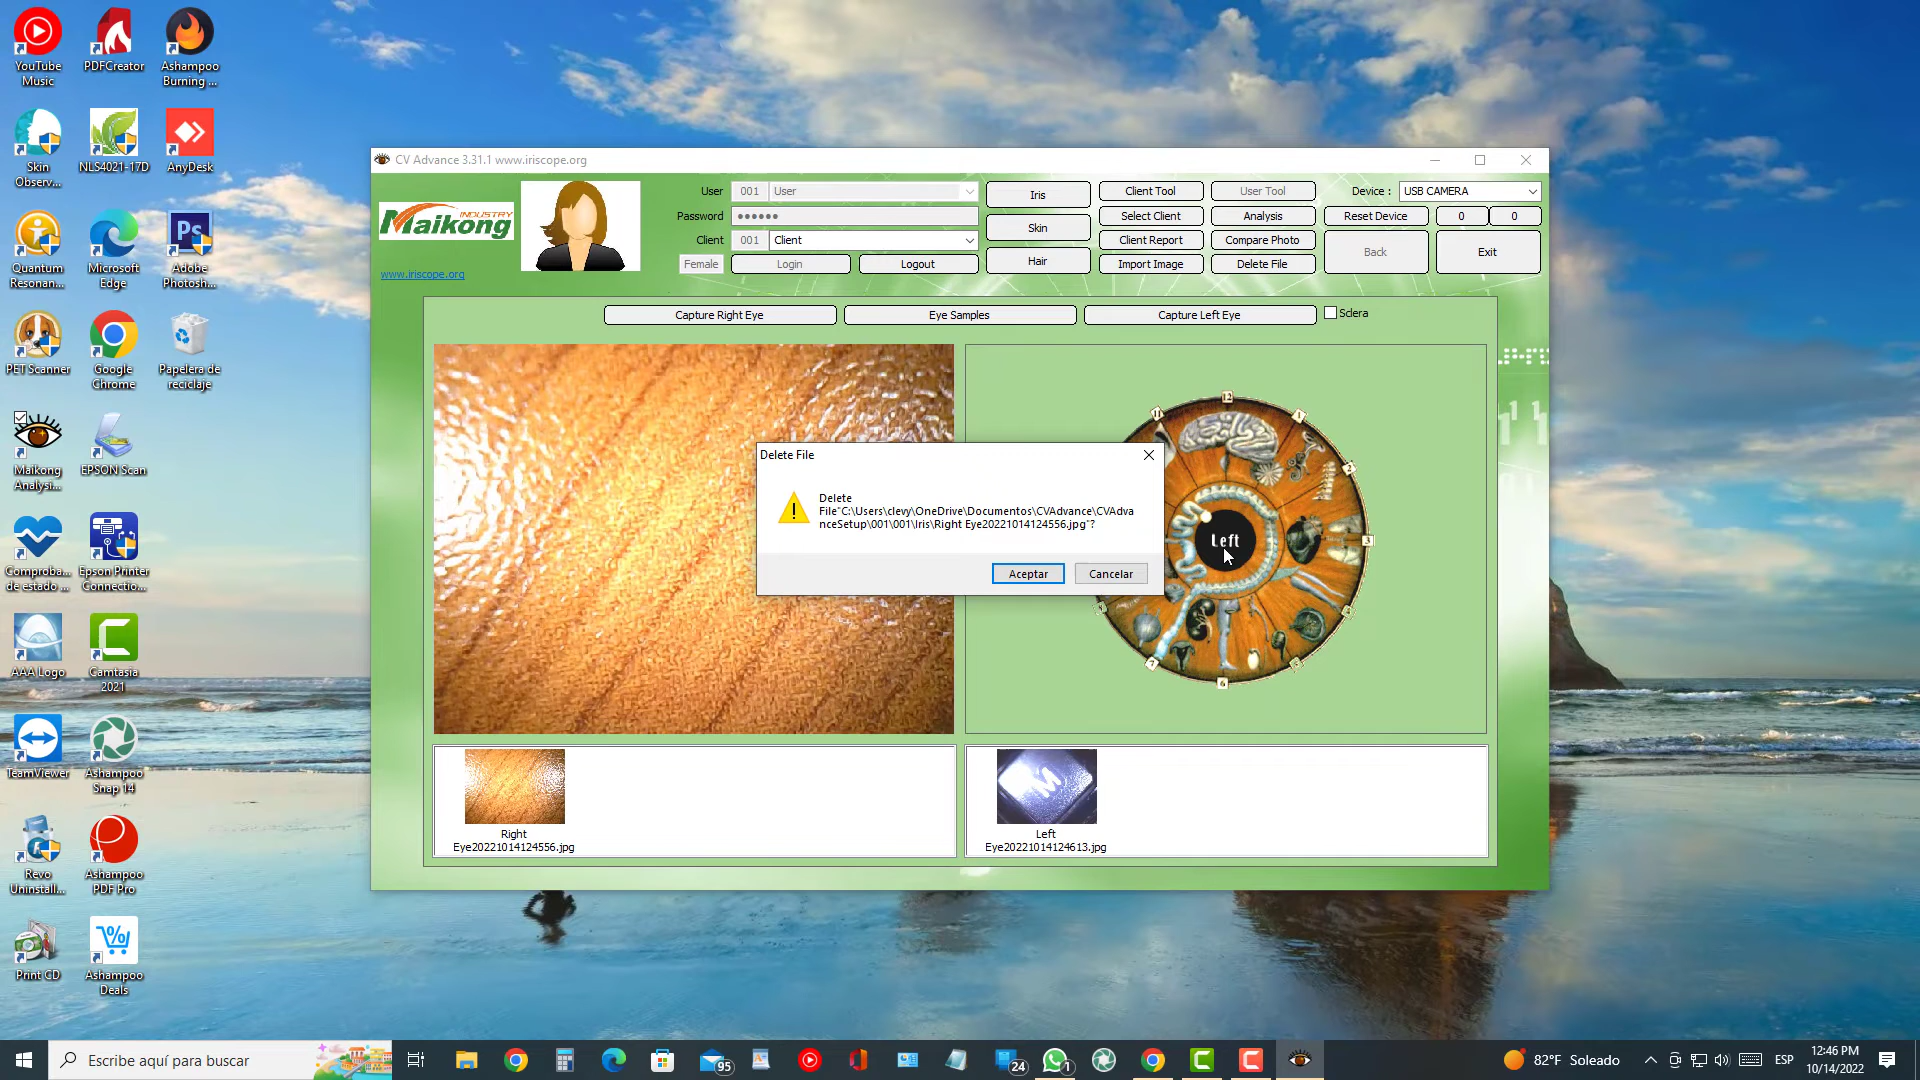 YouTube
Music
PDFCreator
Ashampoo
Burning ...
Skin
Observ...
NLS4021-17D
AnyDesk
Quantum
Resonan...
Microsoft
Edge
Adobe
Photosh...
PET Scanner
Google
Chrome
Papelera de
reciclaje
Maikong
Analysi...
EPSON Scan
Comproba...
de estado ...
Epson Printer
Connectio...
AAA Logo
Camtasia
2021
TeamViewer
Ashampoo
Snap 14
Revo
Uninstall...
Ashampoo
PDF Pro
Print CD
Ashampoo
Deals
CV Advance 3.31.1 www.iriscope.org
Maikong INDUSTRY
www.iriscope.org
User 001 User
Password ●●●●●●
Client 001 Client
Female Login Logout
Iris
Skin
Hair
Client Tool
Select Client
Client Report
Import Image
User Tool
Analysis
Compare Photo
Delete File
Device : USB CAMERA
Reset Device 0 0
Back Exit
Capture Right Eye
Eye Samples
Capture Left Eye
Sclera
Delete File
Delete
File"C:\Users\clevy\OneDrive\Documentos\CVAdvance\CVAdva
nceSetup\001\001\Iris\Right Eye20221014124556.jpg"?
Aceptar
Cancelar
12
11
1
2
3
6
7
Left
Right
Eye20221014124556.jpg
M
Left
Eye20221014124613.jpg
Escribe aquí para buscar
95
24
1
82°F Soleado
ESP
12:46 PM
10/14/2022